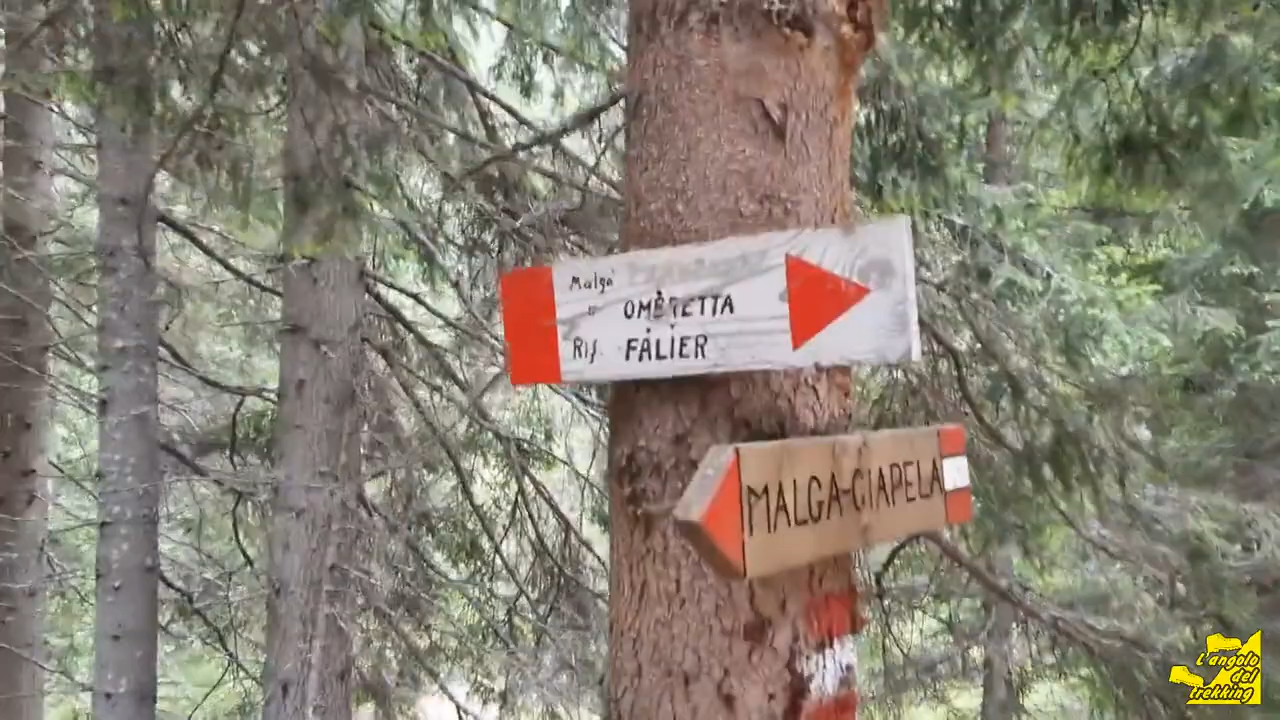 Malga
OMBRETTA
Rif. FALIER
MALGA-CIAPELA
L'angolo
del
trekking